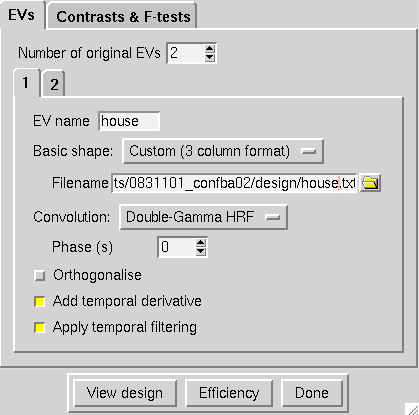 EVs Contrasts & F-tests
Number of original EVs 2
1 2
EV name house
Basic shape: Custom (3 column format)
Filename ts/0831101_confba02/design/house.txt
Convolution: Double-Gamma HRF
Phase (s) 0
Orthogonalise
Add temporal derivative
Apply temporal filtering
View design Efficiency Done